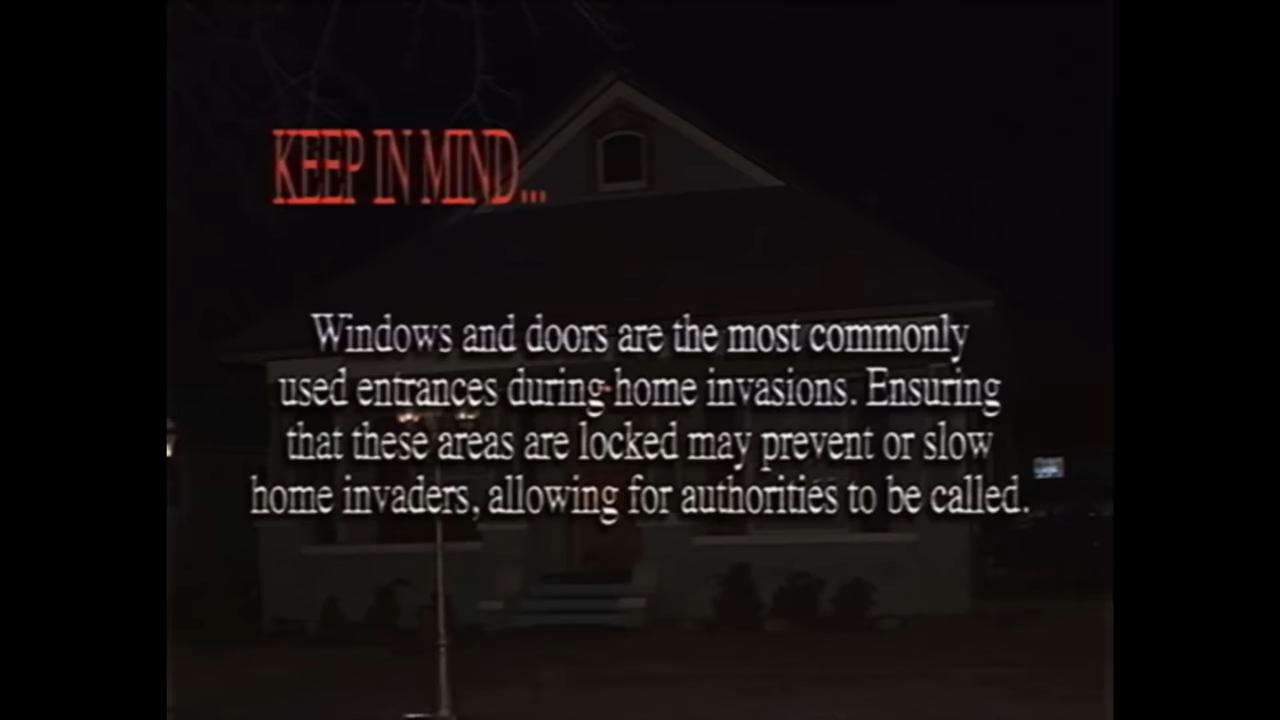 KEEP IN MIND...
Windows and doors are the most commonly
used entrances during home invasions. Ensuring
that these areas are locked may prevent or slow
home invaders, allowing for authorities to be called.